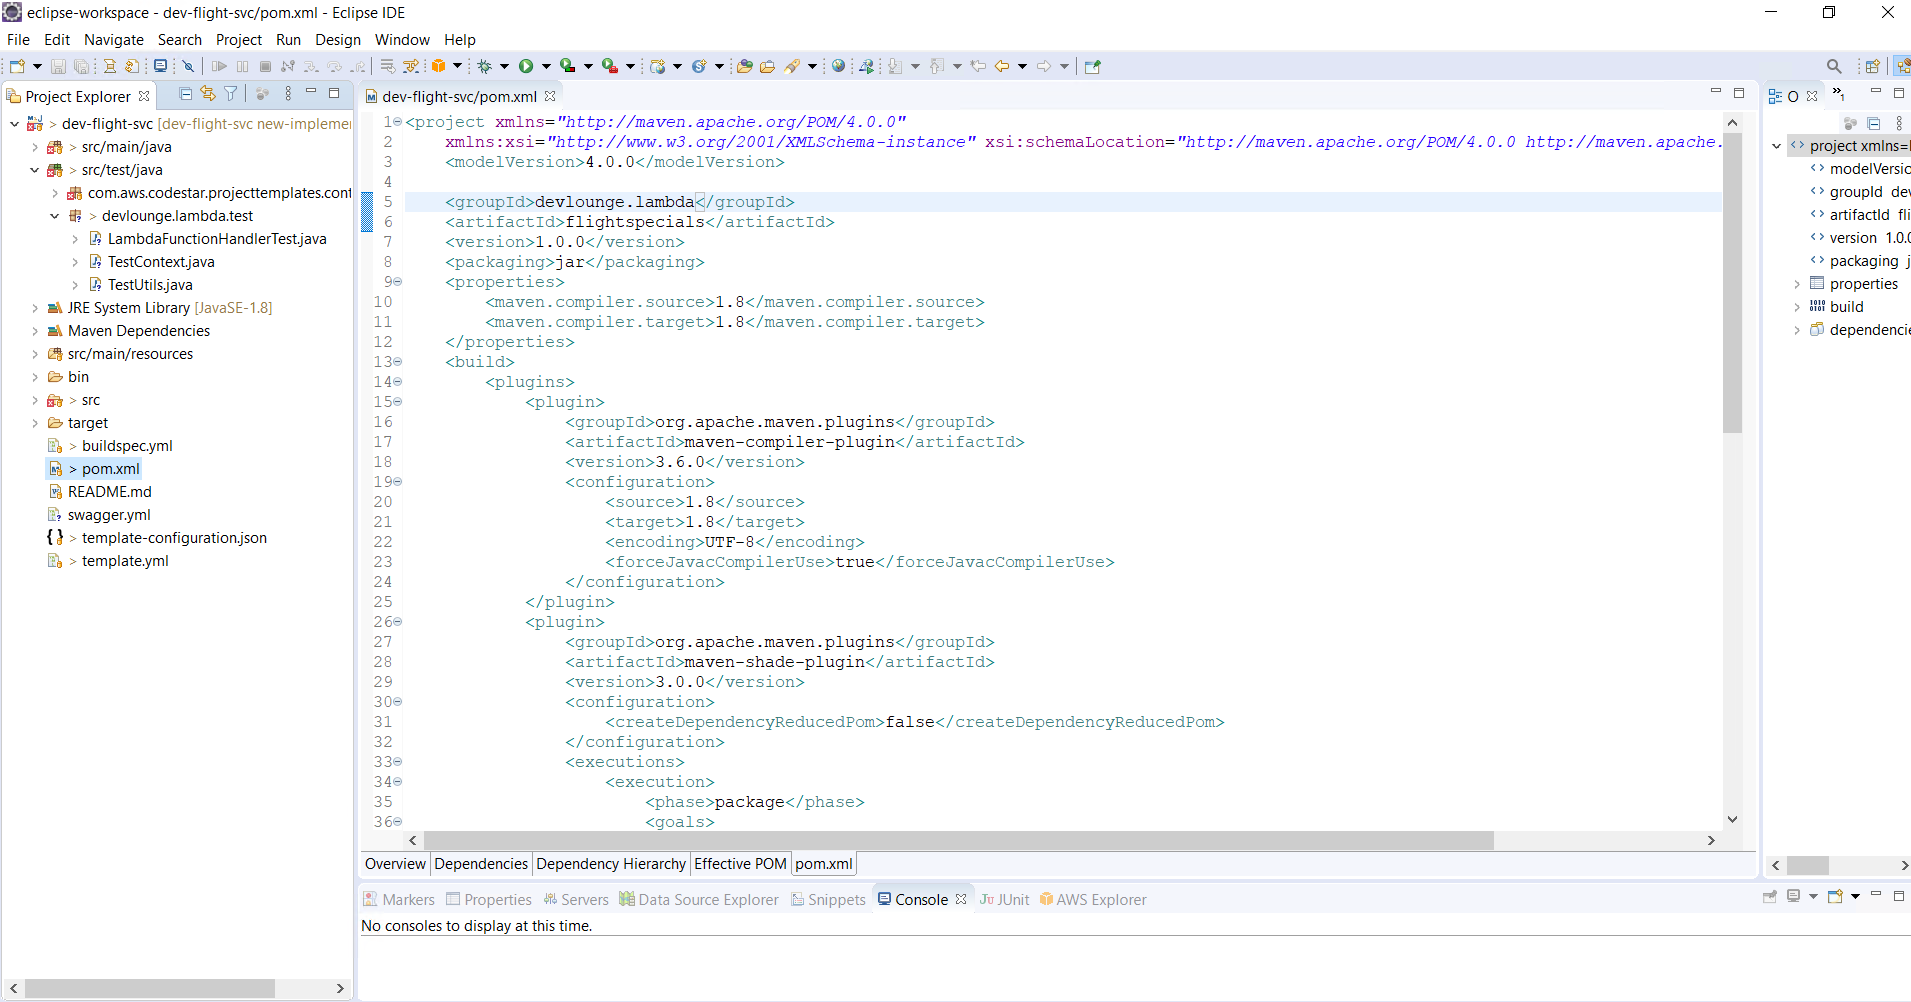 eclipse-workspace - dev-flight-svc/pom.xml - Eclipse IDE
File Edit Navigate Search Project Run Design Window Help
Project Explorer
> dev-flight-svc [dev-flight-svc new-implemen
> src/main/java
> src/test/java
com.aws.codestar.projecttemplates.cont
> devlounge.lambda.test
LambdaFunctionHandlerTest.java
TestContext.java
TestUtils.java
JRE System Library [JavaSE-1.8]
Maven Dependencies
src/main/resources
bin
> src
target
> buildspec.yml
> pom.xml
README.md
swagger.yml
> template-configuration.json
> template.yml
dev-flight-svc/pom.xml
1 <project xmlns="http://maven.apache.org/POM/4.0.0"
2 xmlns:xsi="http://www.w3.org/2001/XMLSchema-instance" xsi:schemaLocation="http://maven.apache.org/POM/4.0.0 http://maven.apache.
3 <modelVersion>4.0.0</modelVersion>
4
5 <groupId>devlounge.lambda</groupId>
6 <artifactId>flightspecials</artifactId>
7 <version>1.0.0</version>
8 <packaging>jar</packaging>
9 <properties>
10 <maven.compiler.source>1.8</maven.compiler.source>
11 <maven.compiler.target>1.8</maven.compiler.target>
12 </properties>
13 <build>
14 <plugins>
15 <plugin>
16 <groupId>org.apache.maven.plugins</groupId>
17 <artifactId>maven-compiler-plugin</artifactId>
18 <version>3.6.0</version>
19 <configuration>
20 <source>1.8</source>
21 <target>1.8</target>
22 <encoding>UTF-8</encoding>
23 <forceJavacCompilerUse>true</forceJavacCompilerUse>
24 </configuration>
25 </plugin>
26 <plugin>
27 <groupId>org.apache.maven.plugins</groupId>
28 <artifactId>maven-shade-plugin</artifactId>
29 <version>3.0.0</version>
30 <configuration>
31 <createDependencyReducedPom>false</createDependencyReducedPom>
32 </configuration>
33 <executions>
34 <execution>
35 <phase>package</phase>
36 <goals>
Overview Dependencies Dependency Hierarchy Effective POM pom.xml
O »1
project xmlns=
modelVersio
groupId dev
artifactId fli
version 1.0.0
packaging j
properties
build
dependencie
Markers Properties Servers Data Source Explorer Snippets Console JUnit AWS Explorer
No consoles to display at this time.